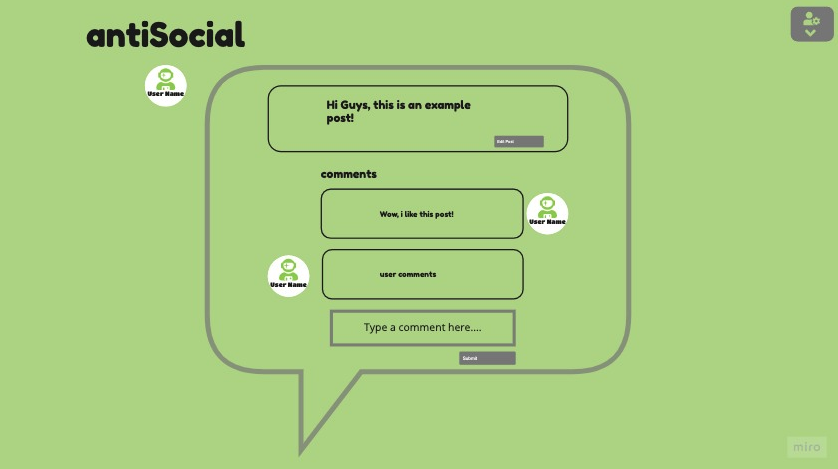 antiSocial
User Name
Hi Guys, this is an example
post!
Edit Post
comments
Wow, i like this post!
User Name
user comments
User Name
Type a comment here....
Submit
miro